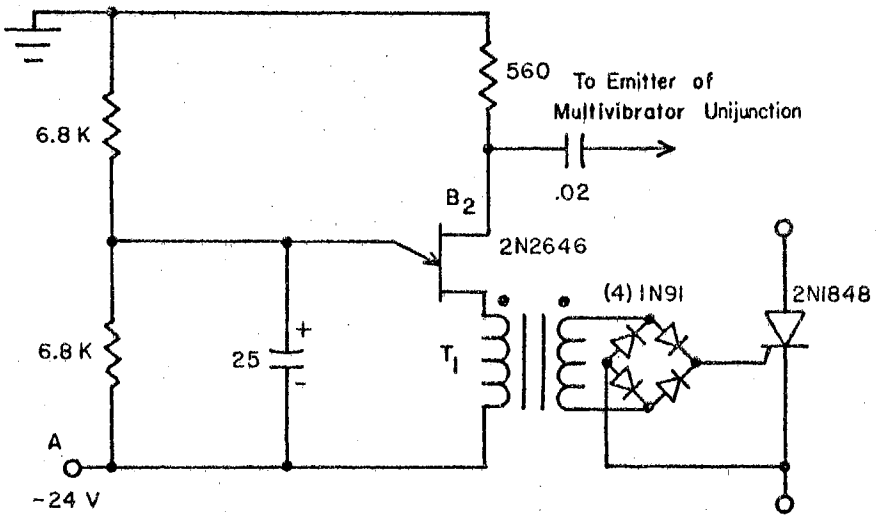 560
To Emitter of
Multivibrator Unijunction
6.8 K
.02
B2
2N2646
(4) 1N91
2N1848
6.8 K
25
+
-
T1
A
-24 V